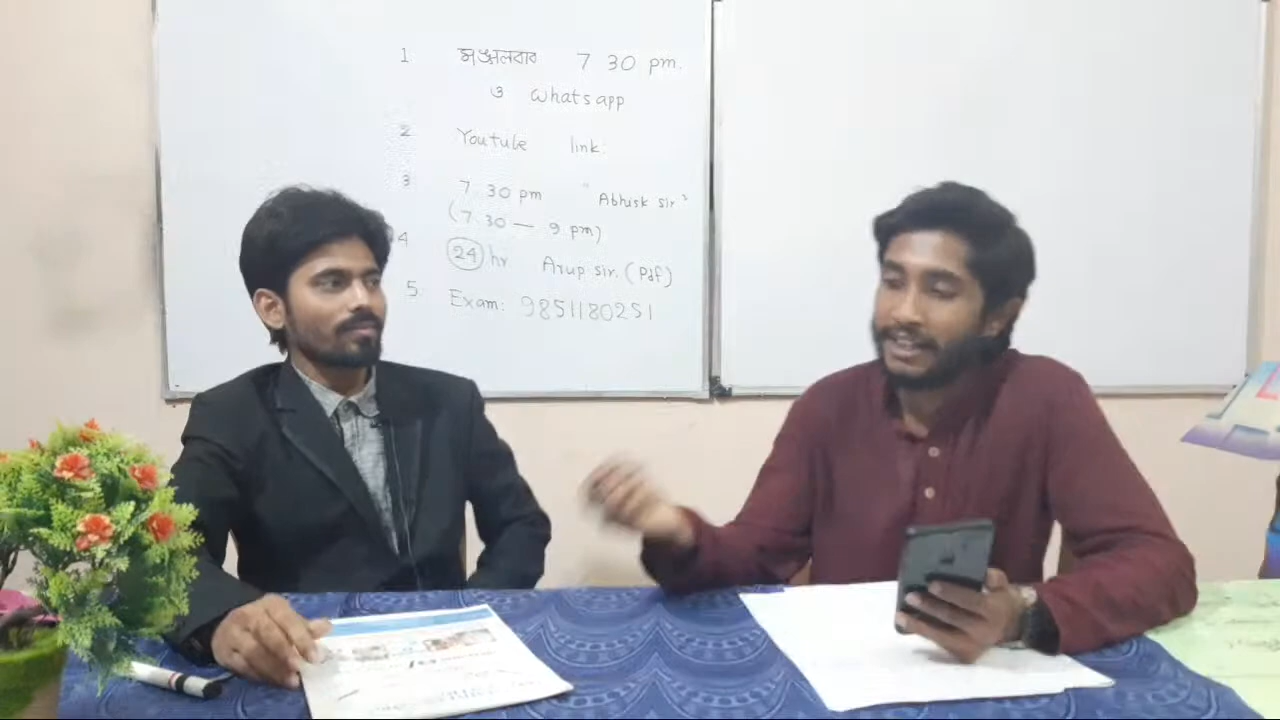 1 মঙ্গলবার 7 30 pm.
ও Whatsapp
2 Youtule link:
3 7.30 pm "Abhisk sir"
(7.30 — 9 pm)
4 24 hr Arup sir. (Pdf)
5 Exam: 9851180251